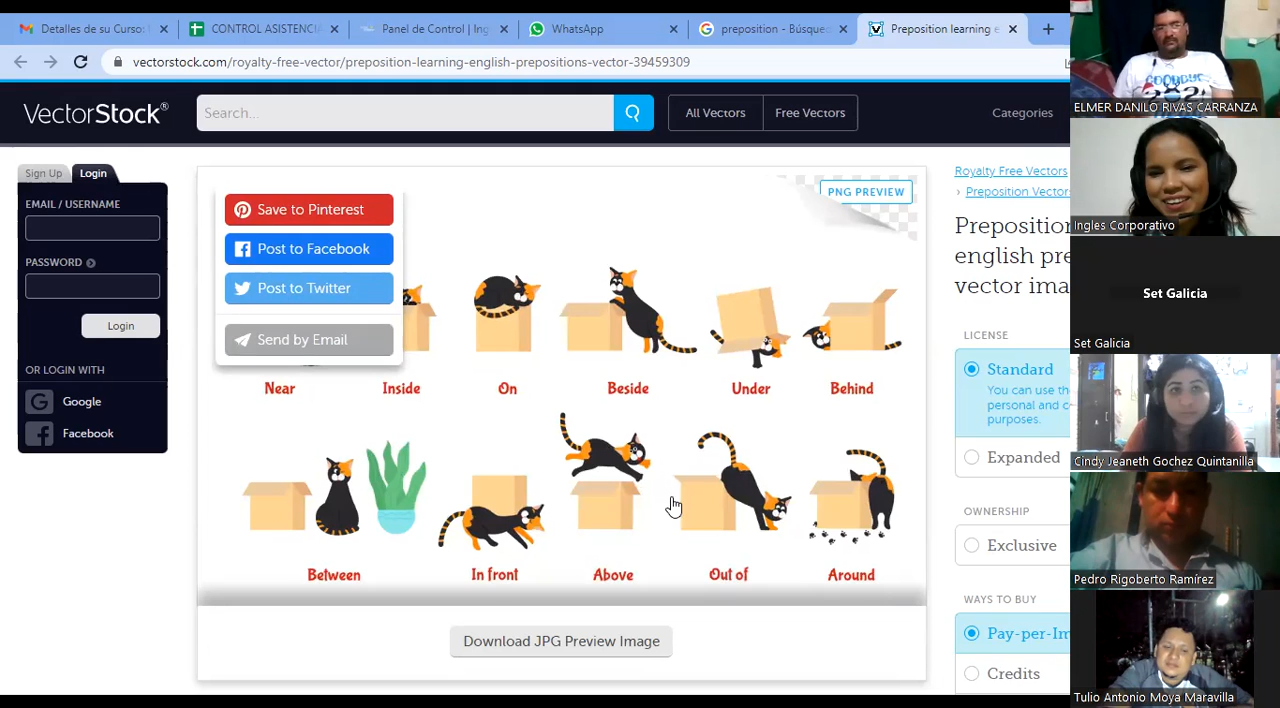 Detalles de su Curso:
CONTROL ASISTENCIA
Panel de Control | Ing
WhatsApp
preposition - Búsque
Preposition learning e
vectorstock.com/royalty-free-vector/preposition-learning-english-prepositions-vector-39459309
VectorStock®
Search...
All Vectors
Free Vectors
Categories
Sign Up
Login
EMAIL / USERNAME
PASSWORD
Login
OR LOGIN WITH
Google
Facebook
Save to Pinterest
Post to Facebook
Post to Twitter
Send by Email
PNG PREVIEW
Near
Inside
On
Beside
Under
Behind
Between
In front
Above
Out of
Around
Download JPG Preview Image
Royalty Free Vectors
› Preposition Vector
Preposition
english pre
vector ima
LICENSE
Standard
You can use th
personal and c
purposes.
Expanded
OWNERSHIP
Exclusive
WAYS TO BUY
Pay-per-Im
Credits
GOODBYE
ELMER DANILO RIVAS CARRANZA
Ingles Corporativo
Set Galicia
Set Galicia
Cindy Jeaneth Gochez Quintanilla
Pedro Rigoberto Ramírez
Tulio Antonio Moya Maravilla